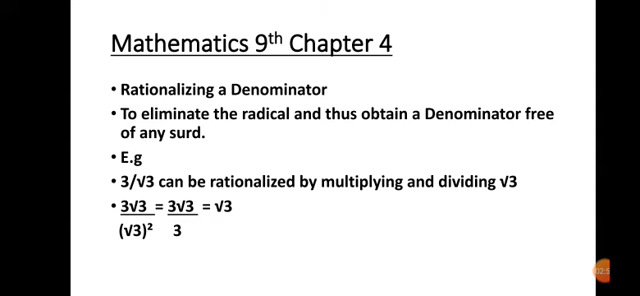 Mathematics 9th Chapter 4
• Rationalizing a Denominator
• To eliminate the radical and thus obtain a Denominator free
of any surd.
• E.g
• 3/√3 can be rationalized by multiplying and dividing √3
• 3√3 = 3√3 = √3
(√3)² 3